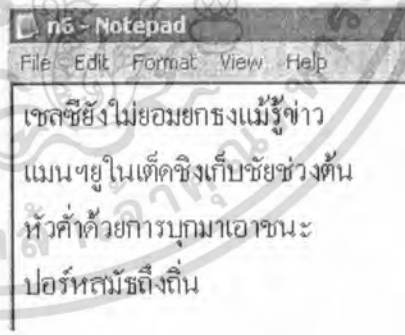 n6 - Notepad
File Edit Format View Help
เชลซียังไม่ยอมยกธงแม้รู้ข่าว
แมนฯยูไนเต็ดชิงเก็บชัยช่วงต้น
หัวค่ำด้วยการบุกมาเอาชนะ
ปอร์ทสมัธถึงถิ่น